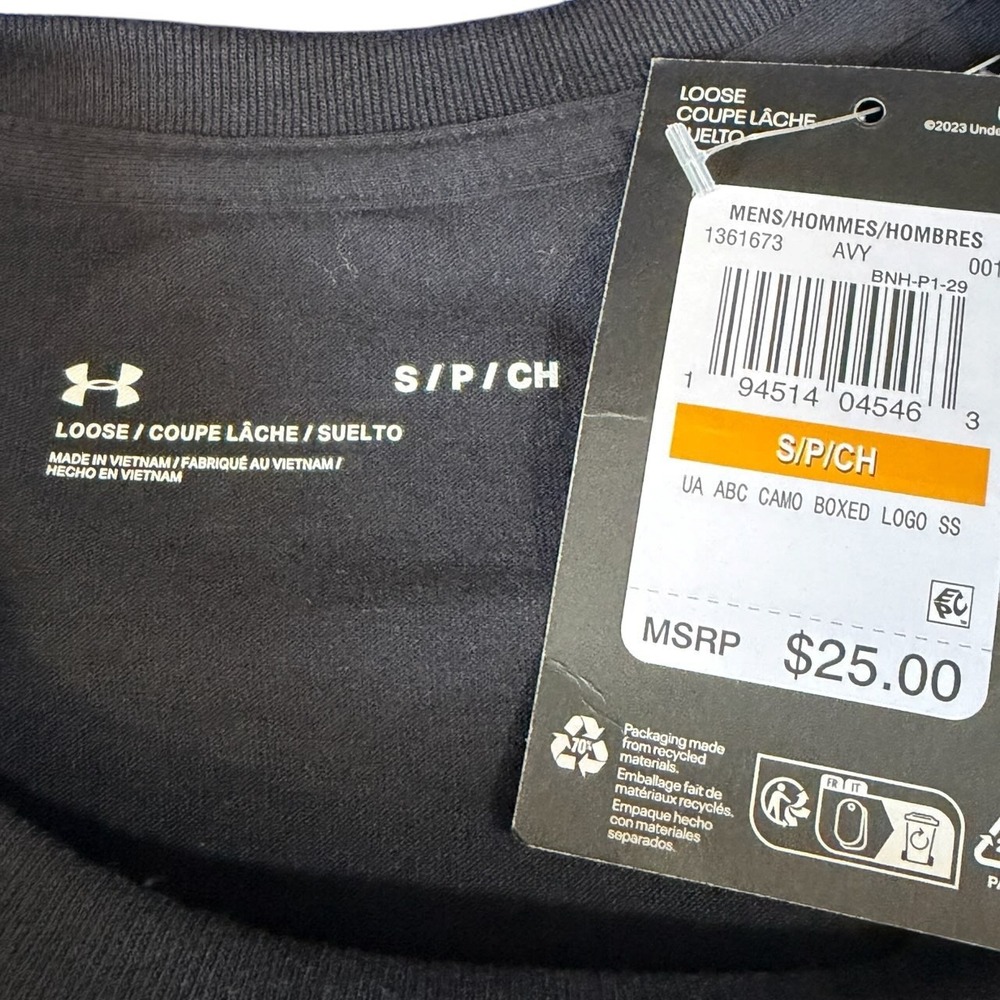 S / P / CH
LOOSE / COUPE LÂCHE / SUELTO
MADE IN VIETNAM / FABRIQUÉ AU VIETNAM /
HECHO EN VIETNAM
LOOSE
COUPE LÂCHE
SUELTO
©2023 Unde
MENS/HOMMES/HOMBRES
1361673 AVY 001
BNH-P1-29
1 94514 04546 3
S/P/CH
UA ABC CAMO BOXED LOGO SS
MSRP $25.00
70%
Packaging made
from recycled
materials.
Emballage fait de
matériaux recyclés.
Empaque hecho
con materiales
separados.
FR IT